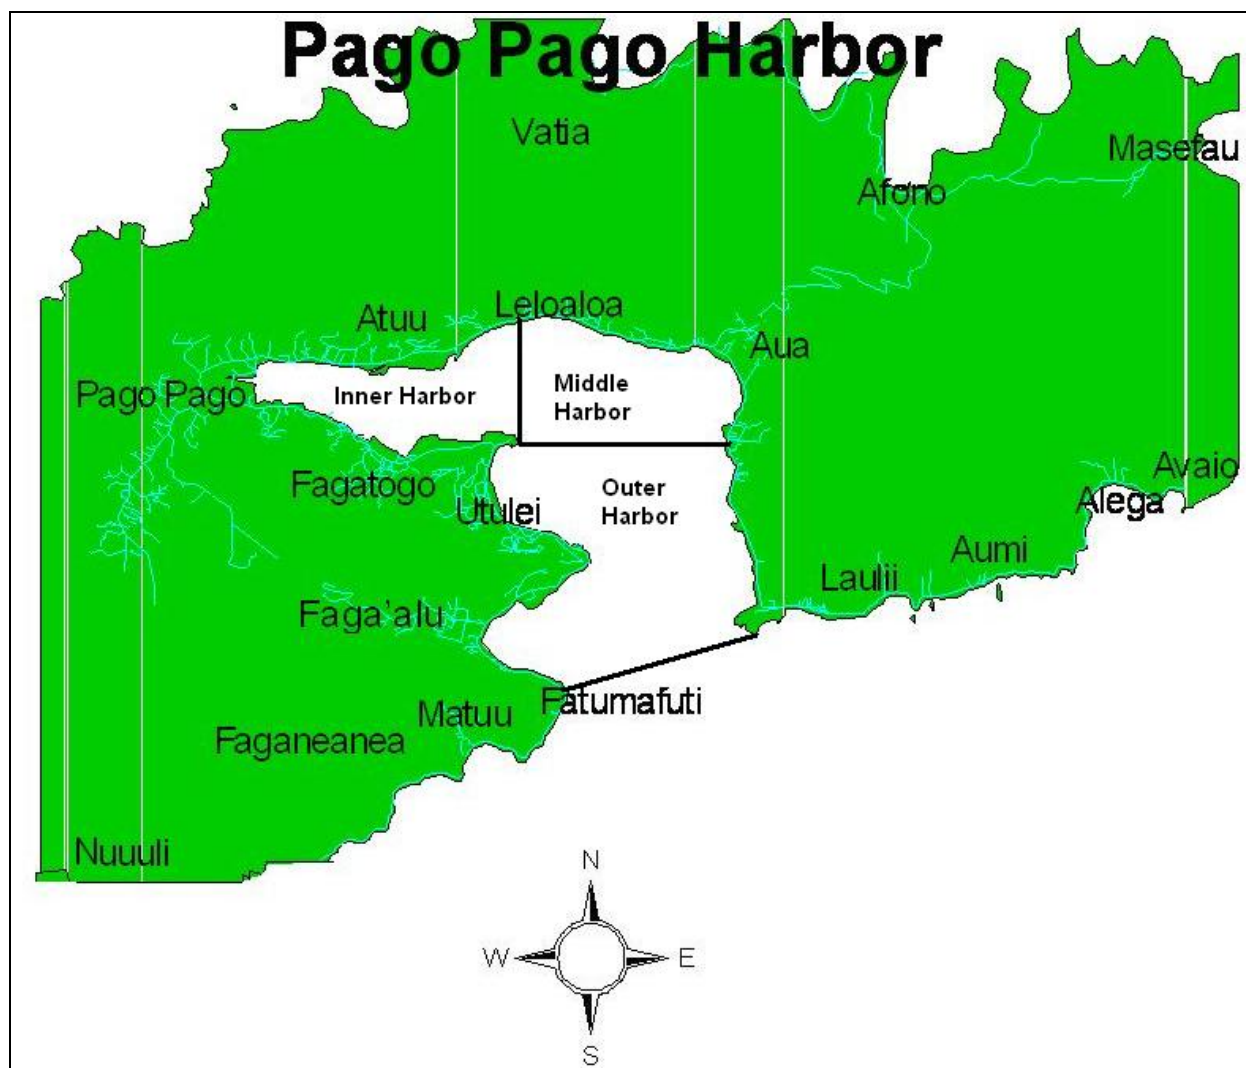 Pago Pago Harbor
Vatia
Masefau
Afono
Leloaloa
Atuu
Aua
Pago Pago
Inner Harbor
Middle
Harbor
Fagatogo
Utulei
Outer
Harbor
Avaio
Alega
Aumi
Laulii
Faga'alu
Fatumafuti
Matuu
Faganeanea
Nuuuli
N
W
E
S